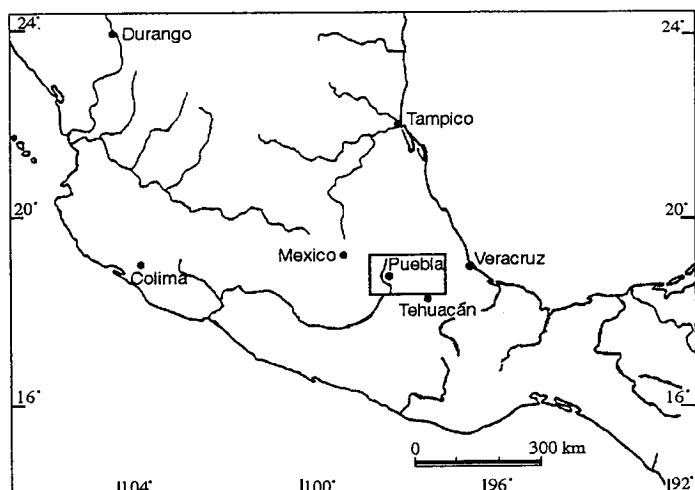 24°
24°
Durango
Tampico
20°
20°
Mexico
Puebla
Veracruz
Colima
Tehuacán
16°
16°
0
300 km
104°
100°
96°
92°